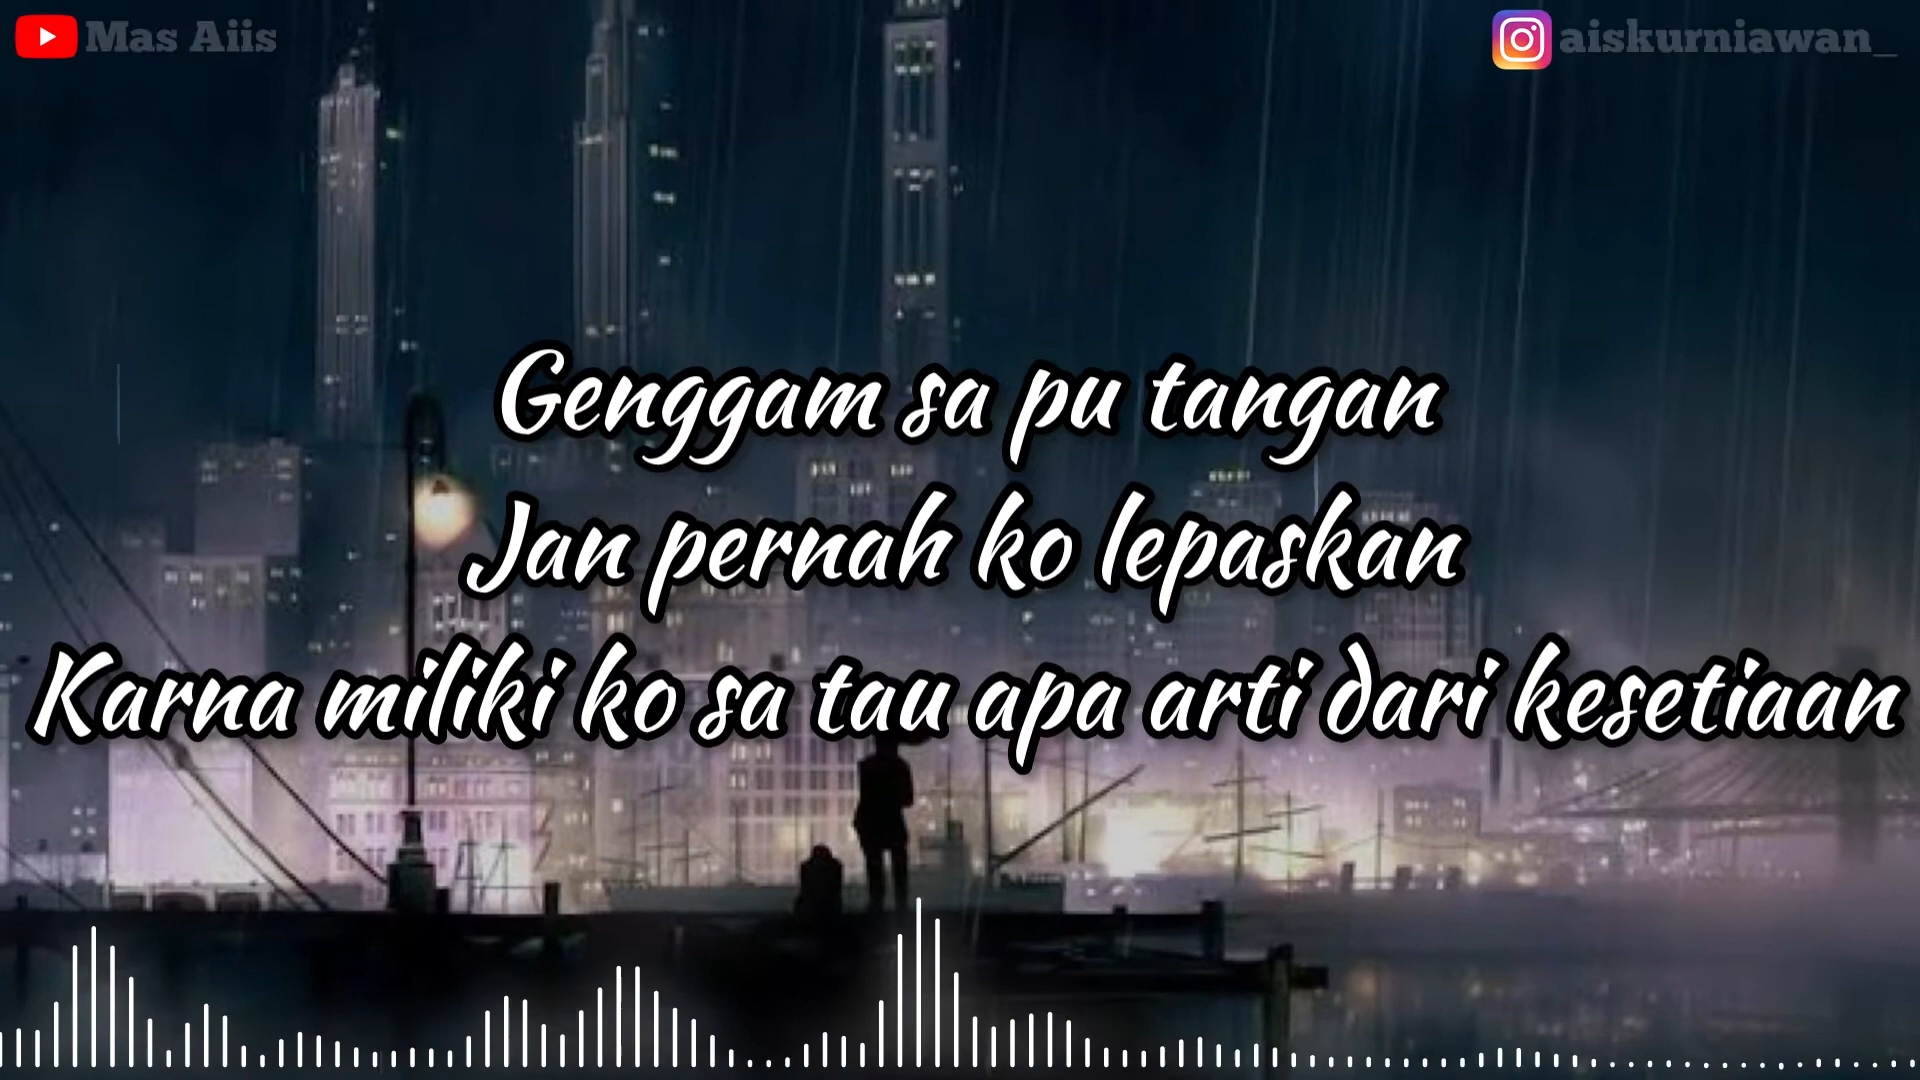 Mas Aiis
aiskurniawan_
Genggam sa pu tangan
Jan pernah ko lepaskan
Karna miliki ko sa tau apa arti dari kesetiaan